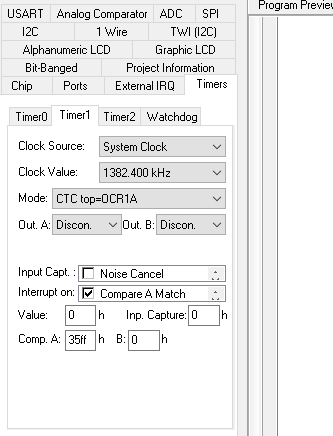 Program Preview
USART Analog Comparator ADC SPI
I2C 1 Wire TWI (I2C)
Alphanumeric LCD Graphic LCD
Bit-Banged Project Information
Chip Ports External IRQ Timers
Timer0 Timer1 Timer2 Watchdog
Clock Source: System Clock
Clock Value: 1382.400 kHz
Mode: CTC top=OCR1A
Out. A: Discon. Out. B: Discon.
Input Capt. : Noise Cancel
Interrupt on: Compare A Match
Value: 0 h Inp. Capture: 0 h
Comp. A: 35ff h B: 0 h